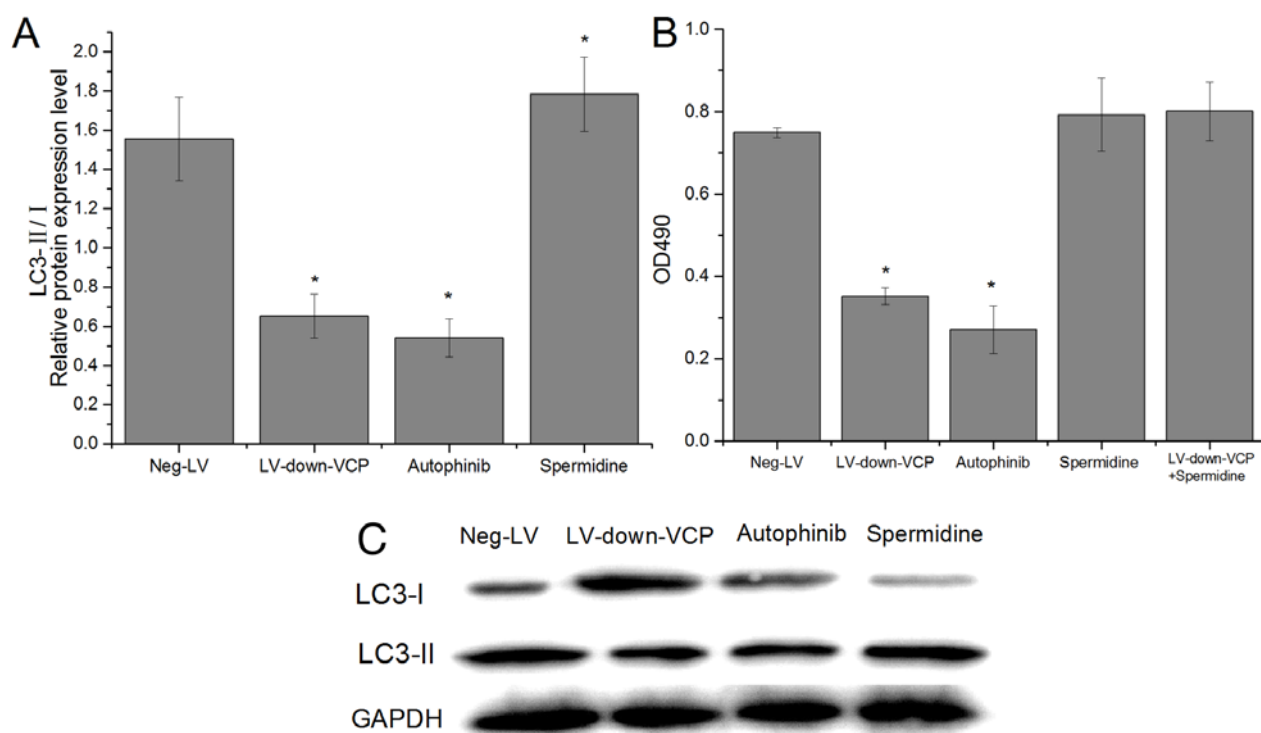 A
LC3-II/ I
Relative protein expression level
2.0
1.8
1.6
1.4
1.2
1.0
0.8
0.6
0.4
0.2
0.0
*
*
*
Neg-LV
LV-down-VCP
Autophinib
Spermidine
B
OD490
1.0
0.8
0.6
0.4
0.2
0.0
*
*
Neg-LV
LV-down-VCP
Autophinib
Spermidine
LV-down-VCP
+Spermidine
C
Neg-LV LV-down-VCP Autophinib Spermidine
LC3-I
LC3-II
GAPDH